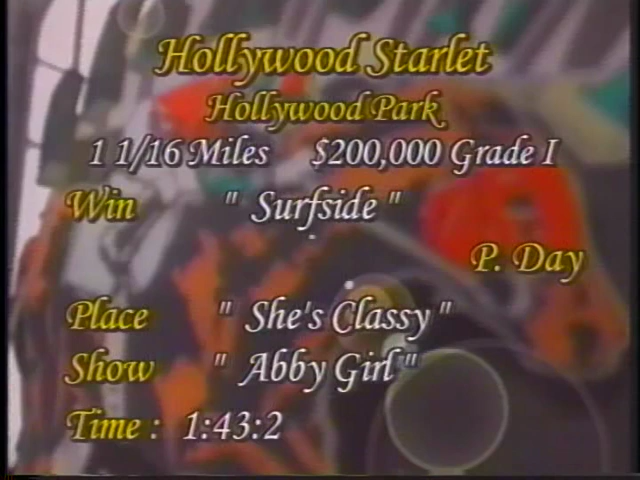 Hollywood Starlet
Hollywood Park
1 1/16 Miles $200,000 Grade I
Win " Surfside "
P. Day
Place " She's Classy "
Show " Abby Girl "
Time : 1:43:2